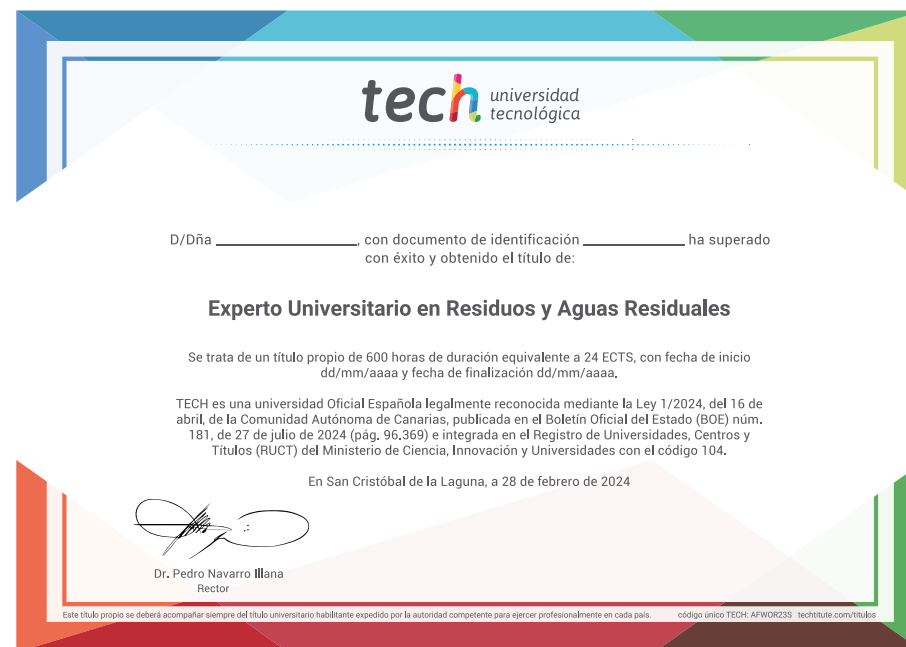 tech universidad
tecnológica
D/Dña ______________, con documento de identificación __________ ha superado
con éxito y obtenido el título de:
Experto Universitario en Residuos y Aguas Residuales
Se trata de un título propio de 600 horas de duración equivalente a 24 ECTS, con fecha de inicio
dd/mm/aaaa y fecha de finalización dd/mm/aaaa.
TECH es una universidad Oficial Española legalmente reconocida mediante la Ley 1/2024, del 16 de
abril, de la Comunidad Autónoma de Canarias, publicada en el Boletín Oficial del Estado (BOE) núm.
181, de 27 de julio de 2024 (pág. 96.369) e integrada en el Registro de Universidades, Centros y
Títulos (RUCT) del Ministerio de Ciencia, Innovación y Universidades con el código 104.
En San Cristóbal de la Laguna, a 28 de febrero de 2024
Dr. Pedro Navarro Illana
Rector
Este título propio se deberá acompañar siempre del título universitario habilitante expedido por la autoridad competente para ejercer profesionalmente en cada país. código único TECH: AFWOR23S techtitute.com/titulos